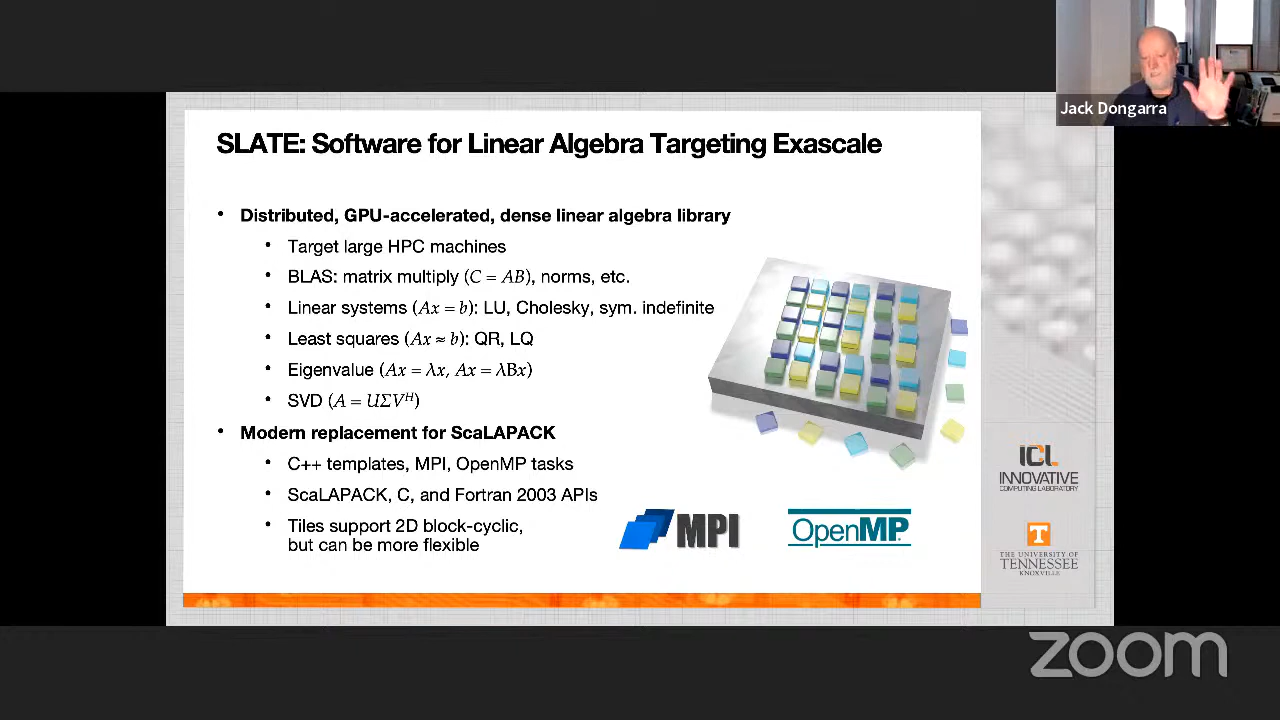 Jack Dongarra
SLATE: Software for Linear Algebra Targeting Exascale
• Distributed, GPU-accelerated, dense linear algebra library
• Target large HPC machines
• BLAS: matrix multiply (C = AB), norms, etc.
• Linear systems (Ax = b): LU, Cholesky, sym. indefinite
• Least squares (Ax ≈ b): QR, LQ
• Eigenvalue (Ax = λx, Ax = λBx)
• SVD (A = UΣVᴴ)
• Modern replacement for ScaLAPACK
• C++ templates, MPI, OpenMP tasks
• ScaLAPACK, C, and Fortran 2003 APIs
• Tiles support 2D block-cyclic,
but can be more flexible
MPI
OpenMP
ICL
INNOVATIVE
COMPUTING LABORATORY
T
THE UNIVERSITY OF
TENNESSEE
KNOXVILLE
zoom